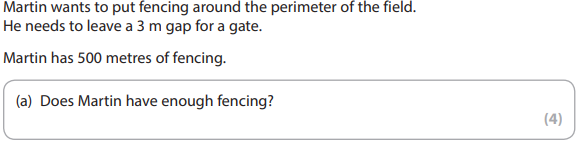 Martin wants to put fencing around the perimeter of the field.
He needs to leave a 3 m gap for a gate.
Martin has 500 metres of fencing.
(a) Does Martin have enough fencing?
(4)